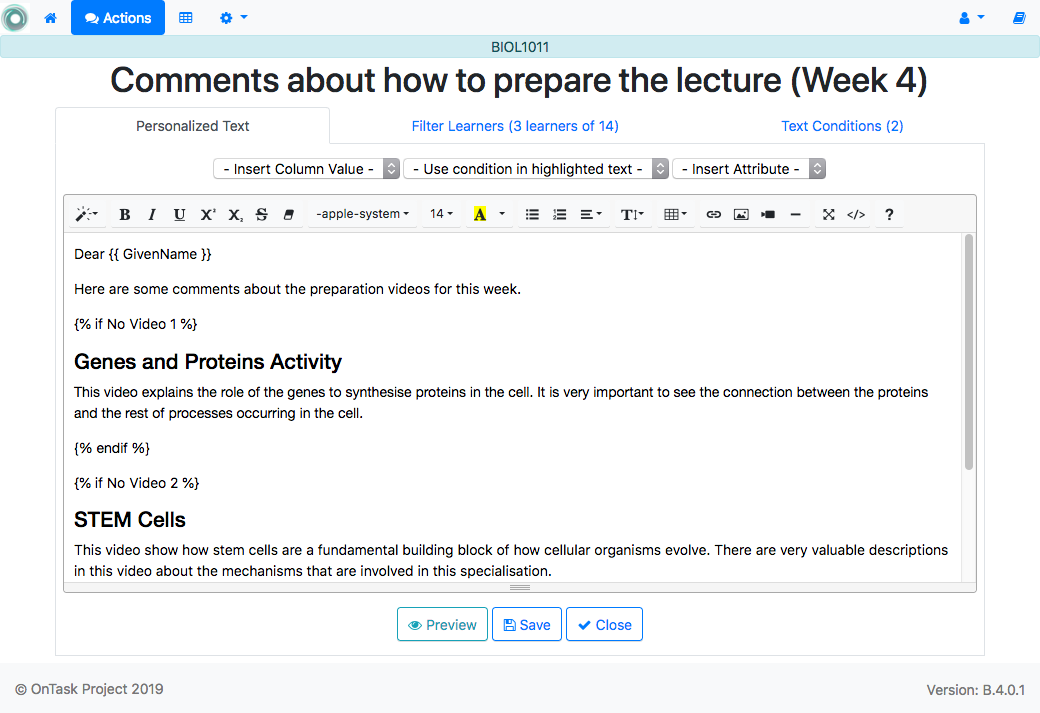 Actions
BIOL1011
Comments about how to prepare the lecture (Week 4)
Personalized Text
Filter Learners (3 learners of 14)
Text Conditions (2)
- Insert Column Value -
- Use condition in highlighted text -
- Insert Attribute -
B I U X² X₂ S -apple-system 14 A T </> ?
Dear {{ GivenName }}
Here are some comments about the preparation videos for this week.
{% if No Video 1 %}
Genes and Proteins Activity
This video explains the role of the genes to synthesise proteins in the cell. It is very important to see the connection between the proteins
and the rest of processes occurring in the cell.
{% endif %}
{% if No Video 2 %}
STEM Cells
This video show how stem cells are a fundamental building block of how cellular organisms evolve. There are very valuable descriptions
in this video about the mechanisms that are involved in this specialisation.
Preview
Save
Close
© OnTask Project 2019
Version: B.4.0.1